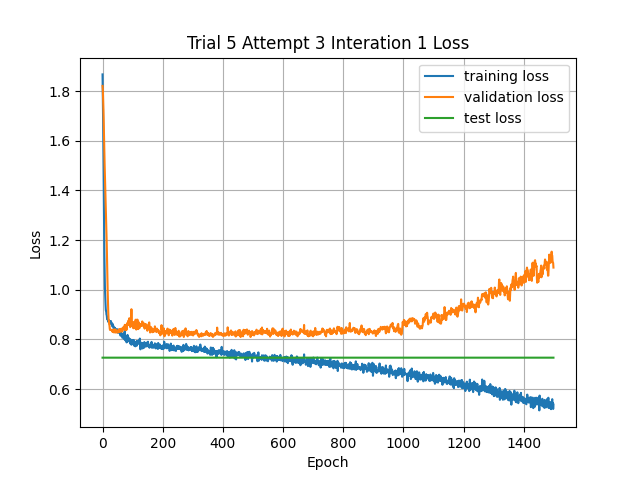 Trial 5 Attempt 3 Interation 1 Loss
training loss
validation loss
test loss
1.8
1.6
1.4
1.2
1.0
0.8
0.6
Loss
0 200 400 600 800 1000 1200 1400
Epoch